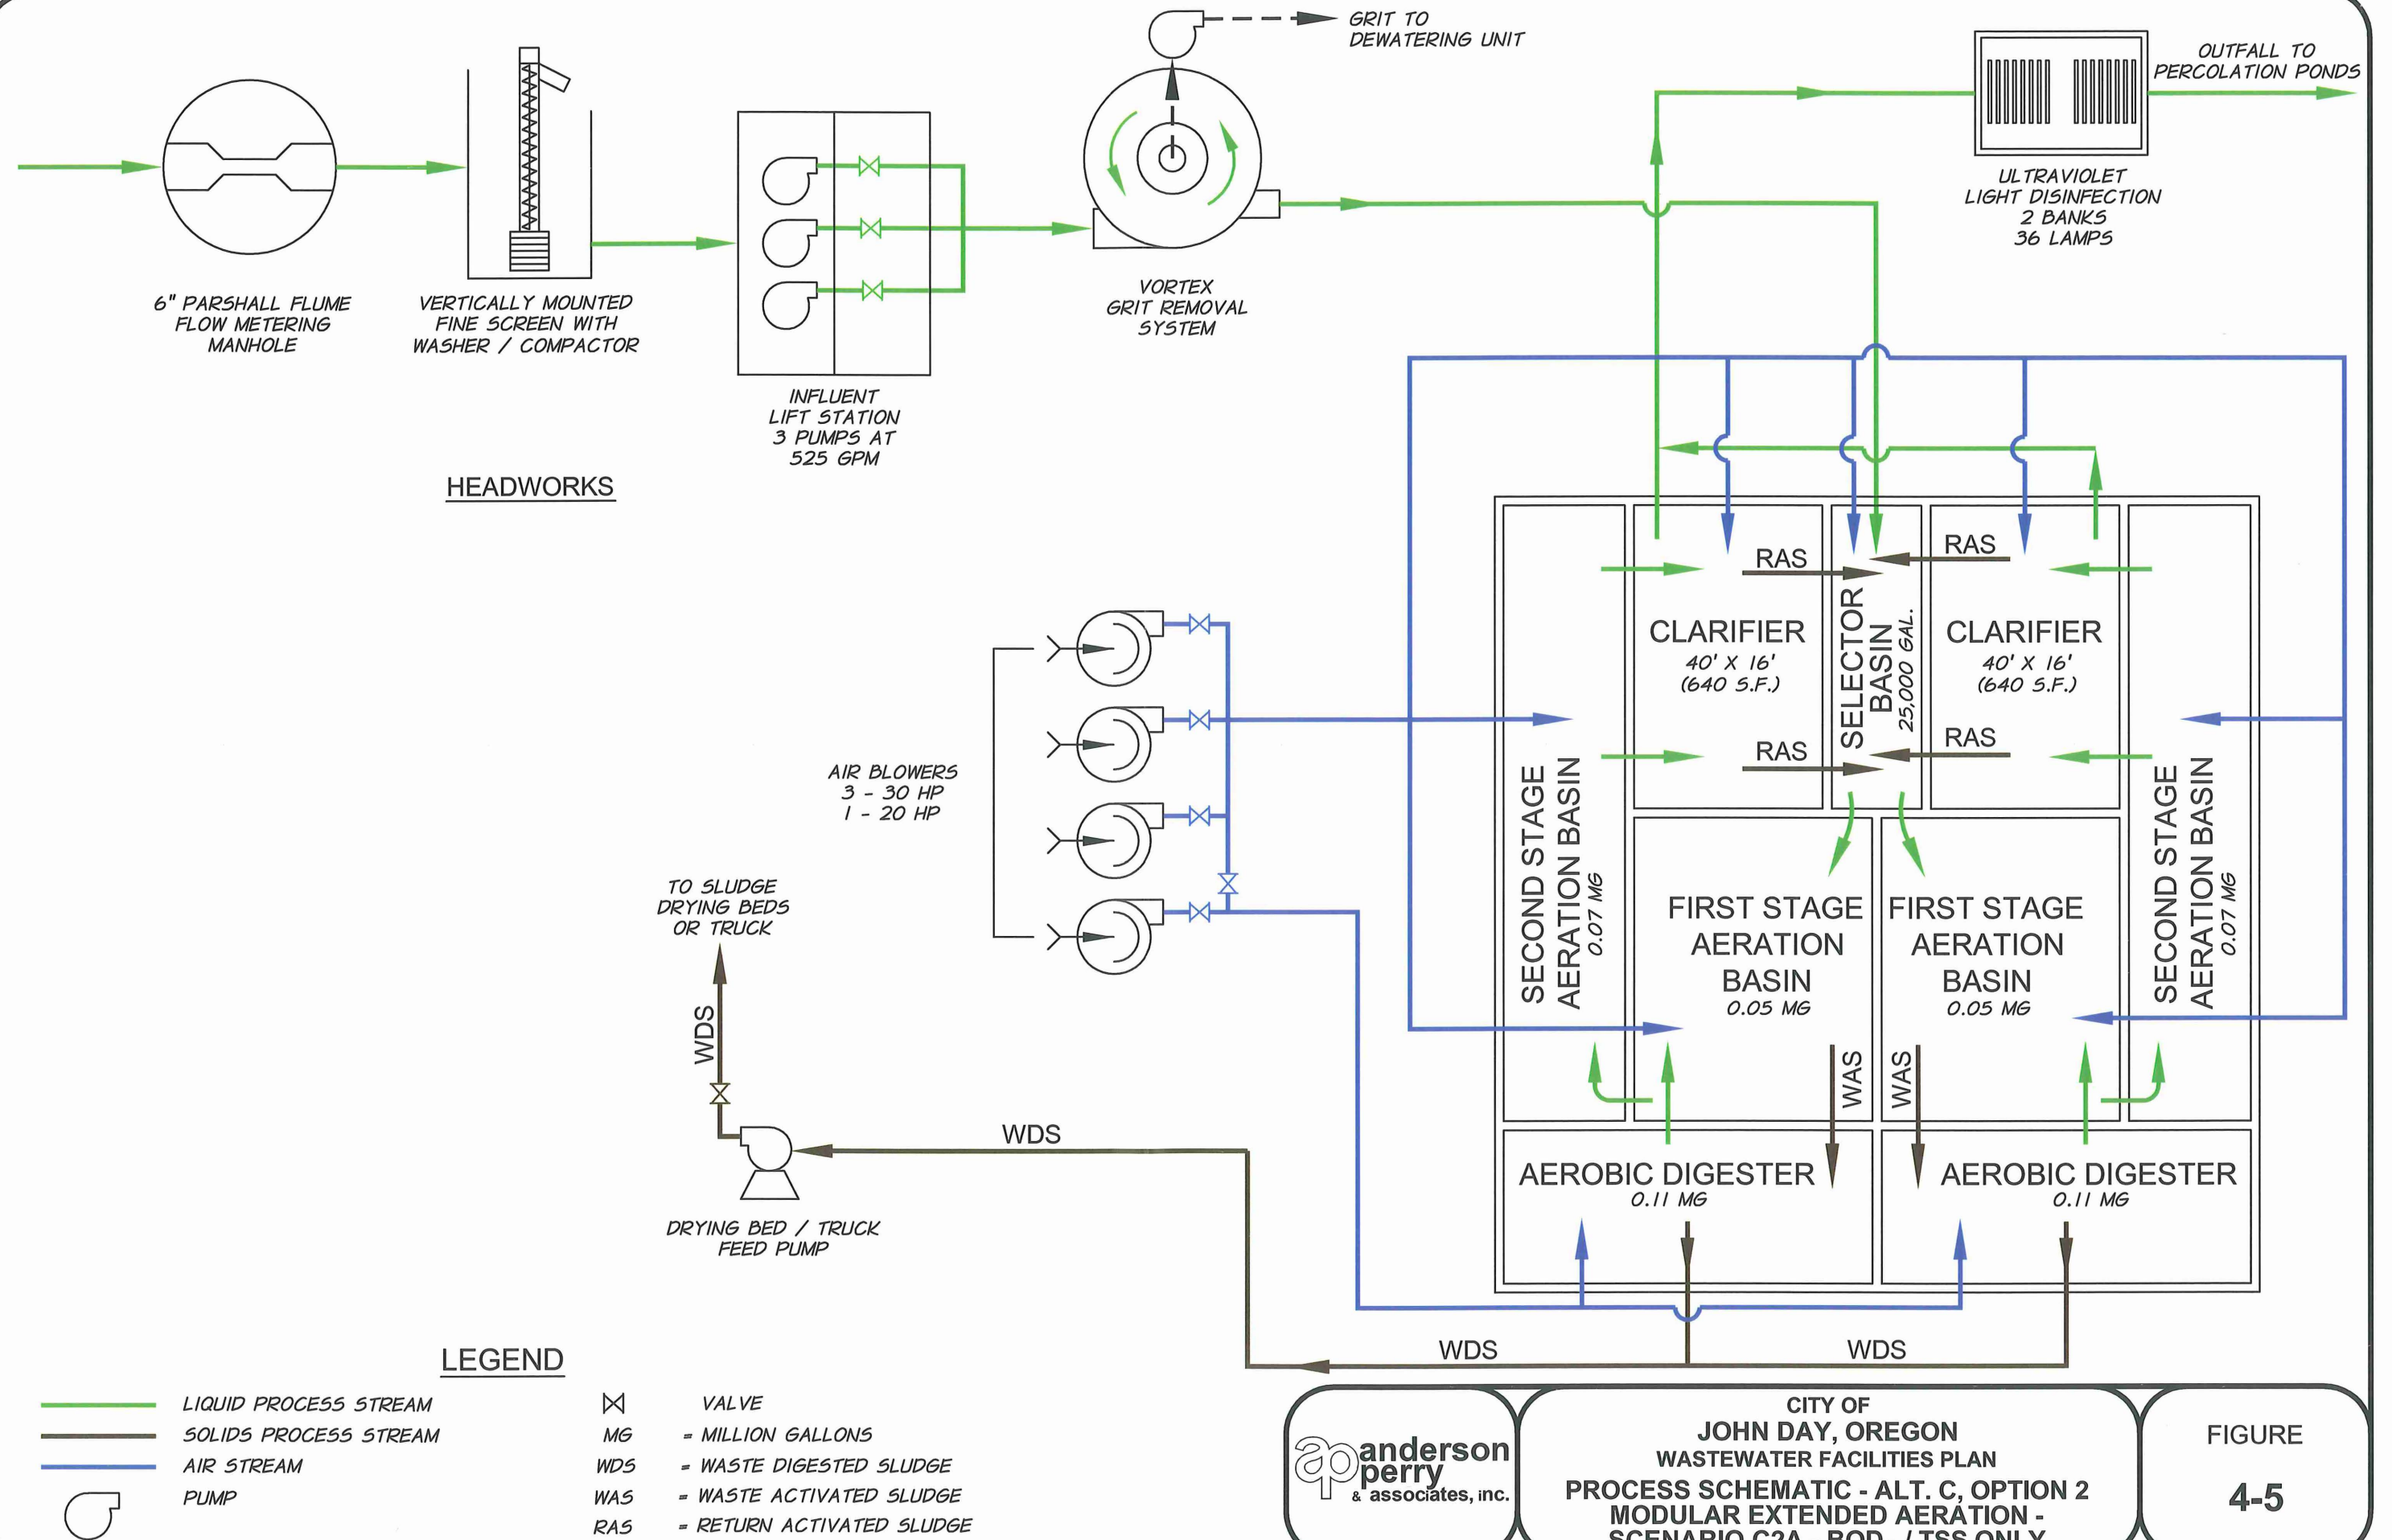 GRIT TO
DEWATERING UNIT
OUTFALL TO
PERCOLATION PONDS
ULTRAVIOLET
LIGHT DISINFECTION
2 BANKS
36 LAMPS
6" PARSHALL FLUME
FLOW METERING
MANHOLE
VERTICALLY MOUNTED
FINE SCREEN WITH
WASHER / COMPACTOR
VORTEX
GRIT REMOVAL
SYSTEM
INFLUENT
LIFT STATION
3 PUMPS AT
525 GPM
HEADWORKS
RAS
RAS
CLARIFIER
40' X 16'
(640 S.F.)
SELECTOR
BASIN
25,000 GAL.
CLARIFIER
40' X 16'
(640 S.F.)
RAS
RAS
AIR BLOWERS
3 - 30 HP
1 - 20 HP
SECOND STAGE
AERATION BASIN
0.07 MG
FIRST STAGE
AERATION
BASIN
0.05 MG
FIRST STAGE
AERATION
BASIN
0.05 MG
SECOND STAGE
AERATION BASIN
0.07 MG
TO SLUDGE
DRYING BEDS
OR TRUCK
WDS
WAS
WAS
WDS
AEROBIC DIGESTER
0.11 MG
AEROBIC DIGESTER
0.11 MG
DRYING BED / TRUCK
FEED PUMP
WDS
WDS
LEGEND
LIQUID PROCESS STREAM
SOLIDS PROCESS STREAM
AIR STREAM
PUMP
VALVE
MG = MILLION GALLONS
WDS = WASTE DIGESTED SLUDGE
WAS = WASTE ACTIVATED SLUDGE
RAS = RETURN ACTIVATED SLUDGE
ap anderson
perry
& associates, inc.
CITY OF
JOHN DAY, OREGON
WASTEWATER FACILITIES PLAN
PROCESS SCHEMATIC - ALT. C, OPTION 2
MODULAR EXTENDED AERATION -
SCENARIO C2A - BOD / TSS ONLY
FIGURE
4-5